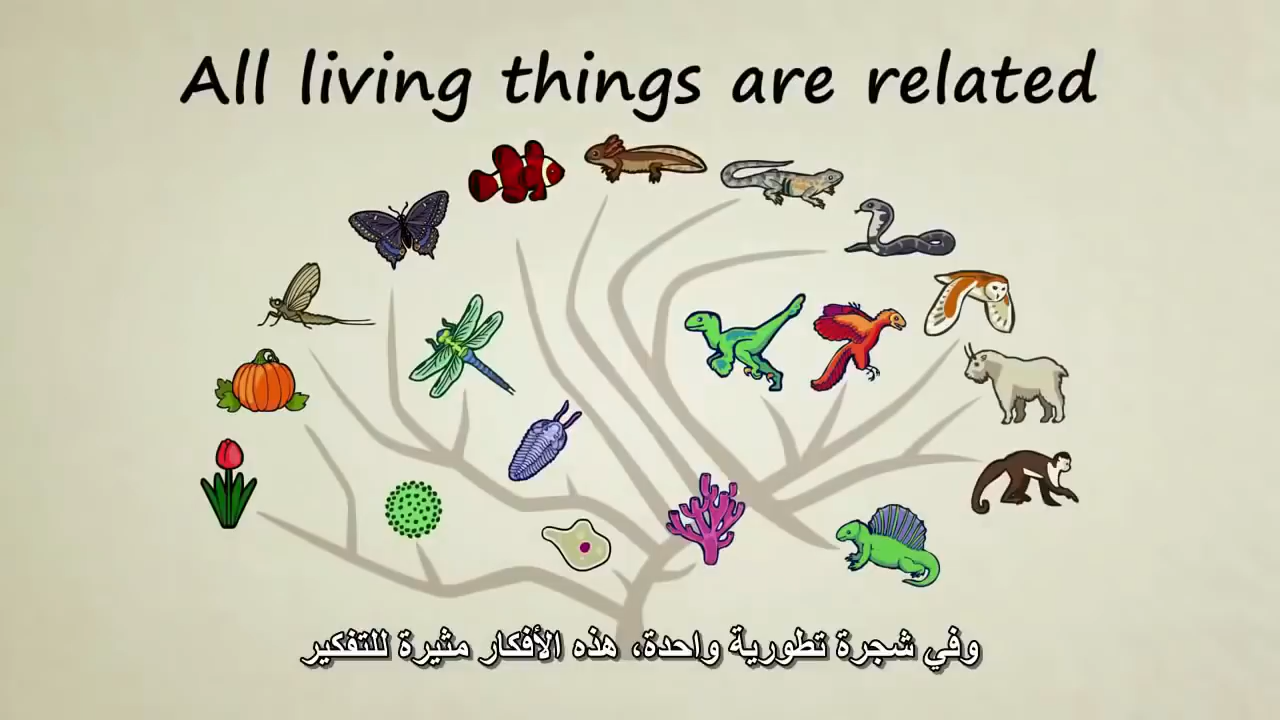 All living things are related
وفي شجرة تطورية واحدة، هذه الأفكار مثيرة للتفكير